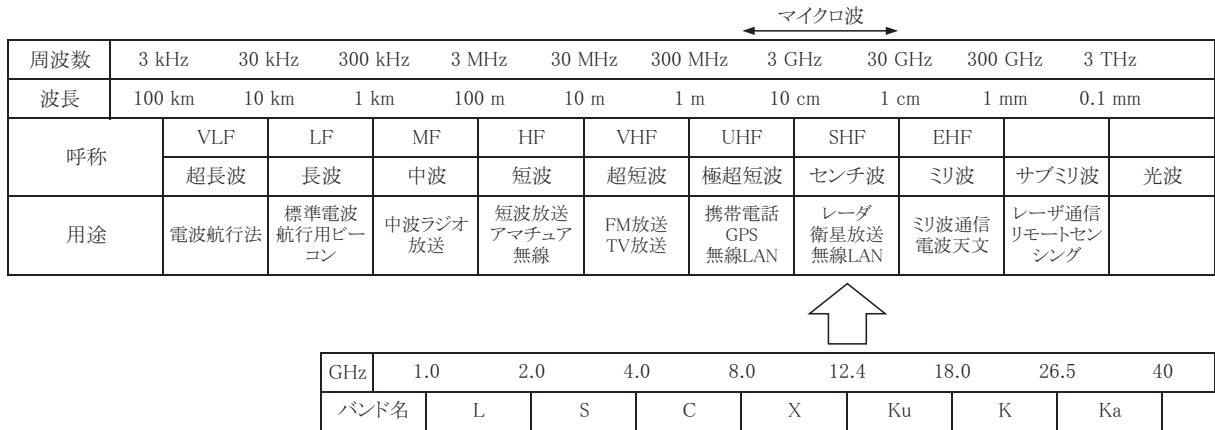 マイクロ波
周波数 3 kHz 30 kHz 300 kHz 3 MHz 30 MHz 300 MHz 3 GHz 30 GHz 300 GHz 3 THz
波長 100 km 10 km 1 km 100 m 10 m 1 m 10 cm 1 cm 1 mm 0.1 mm
呼称
VLF LF MF HF VHF UHF SHF EHF
超長波 長波 中波 短波 超短波 極超短波 センチ波 ミリ波 サブミリ波 光波
用途
電波航行法
標準電波
航行用ビー
コン
中波ラジオ
放送
短波放送
アマチュア
無線
FM放送
TV放送
携帯電話
GPS
無線LAN
レーダ
衛星放送
無線LAN
ミリ波通信
電波天文
レーザ通信
リモートセン
シング
GHz 1.0 2.0 4.0 8.0 12.4 18.0 26.5 40
バンド名 L S C X Ku K Ka